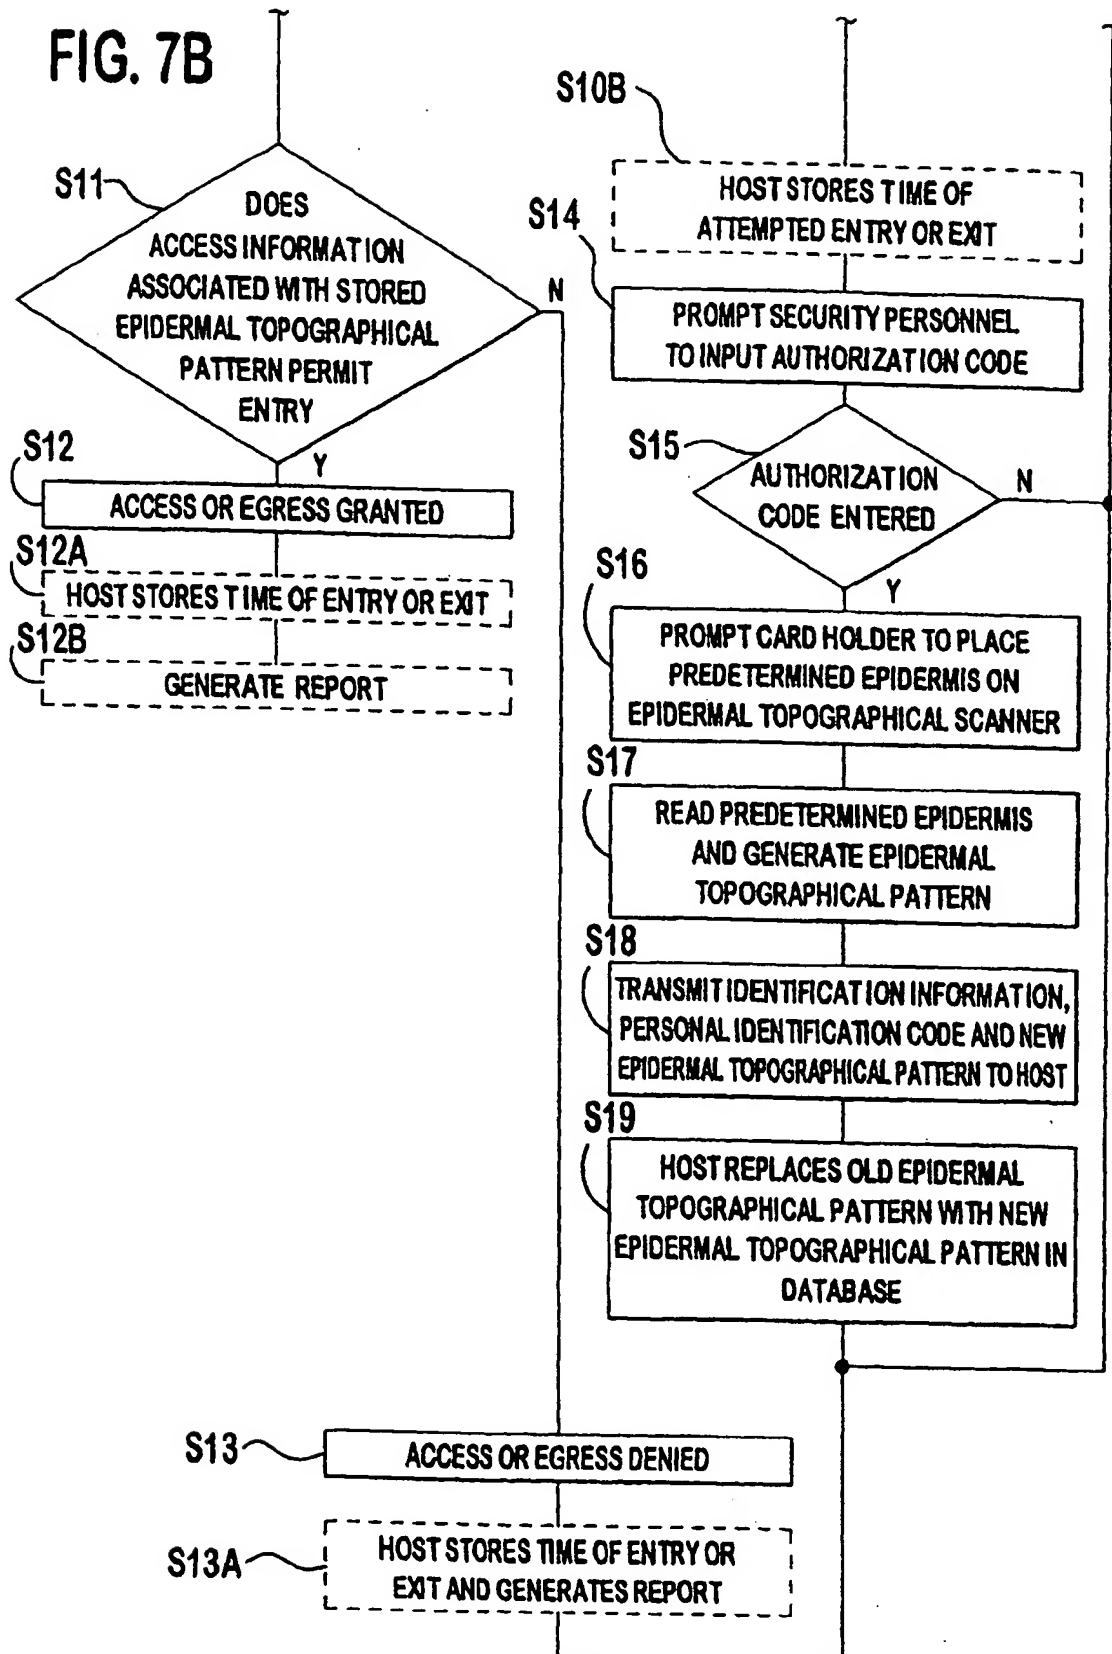 FIG. 7B
S11
DOES
ACCESS INFORMATION
ASSOCIATED WITH STORED
EPIDERMAL TOPOGRAPHICAL
PATTERN PERMIT
ENTRY
N
Y
S12
ACCESS OR EGRESS GRANTED
S12A
HOST STORES TIME OF ENTRY OR EXIT
S12B
GENERATE REPORT
S10B
HOST STORES TIME OF
ATTEMPTED ENTRY OR EXIT
S14
PROMPT SECURITY PERSONNEL
TO INPUT AUTHORIZATION CODE
S15
AUTHORIZATION
CODE ENTERED
N
Y
S16
PROMPT CARD HOLDER TO PLACE
PREDETERMINED EPIDERMIS ON
EPIDERMAL TOPOGRAPHICAL SCANNER
S17
READ PREDETERMINED EPIDERMIS
AND GENERATE EPIDERMAL
TOPOGRAPHICAL PATTERN
S18
TRANSMIT IDENTIFICATION INFORMATION,
PERSONAL IDENTIFICATION CODE AND NEW
EPIDERMAL TOPOGRAPHICAL PATTERN TO HOST
S19
HOST REPLACES OLD EPIDERMAL
TOPOGRAPHICAL PATTERN WITH NEW
EPIDERMAL TOPOGRAPHICAL PATTERN IN
DATABASE
S13
ACCESS OR EGRESS DENIED
S13A
HOST STORES TIME OF ENTRY OR
EXIT AND GENERATES REPORT